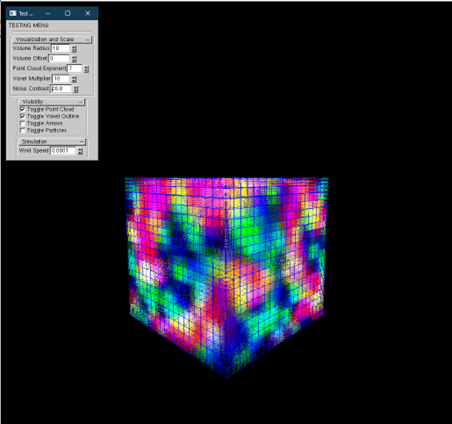 Test ..
TESTING MENU
Visualization and Scale
Volume Radius 10
Volume Offset 0
Point Cloud Exponent 7
Voxel Multiplier 10
Noise Contrast 20.0
Visibility
Toggle Point Cloud
Toggle Voxel Outline
Toggle Arrows
Toggle Particles
Simulation
Wind Speed 0.0001